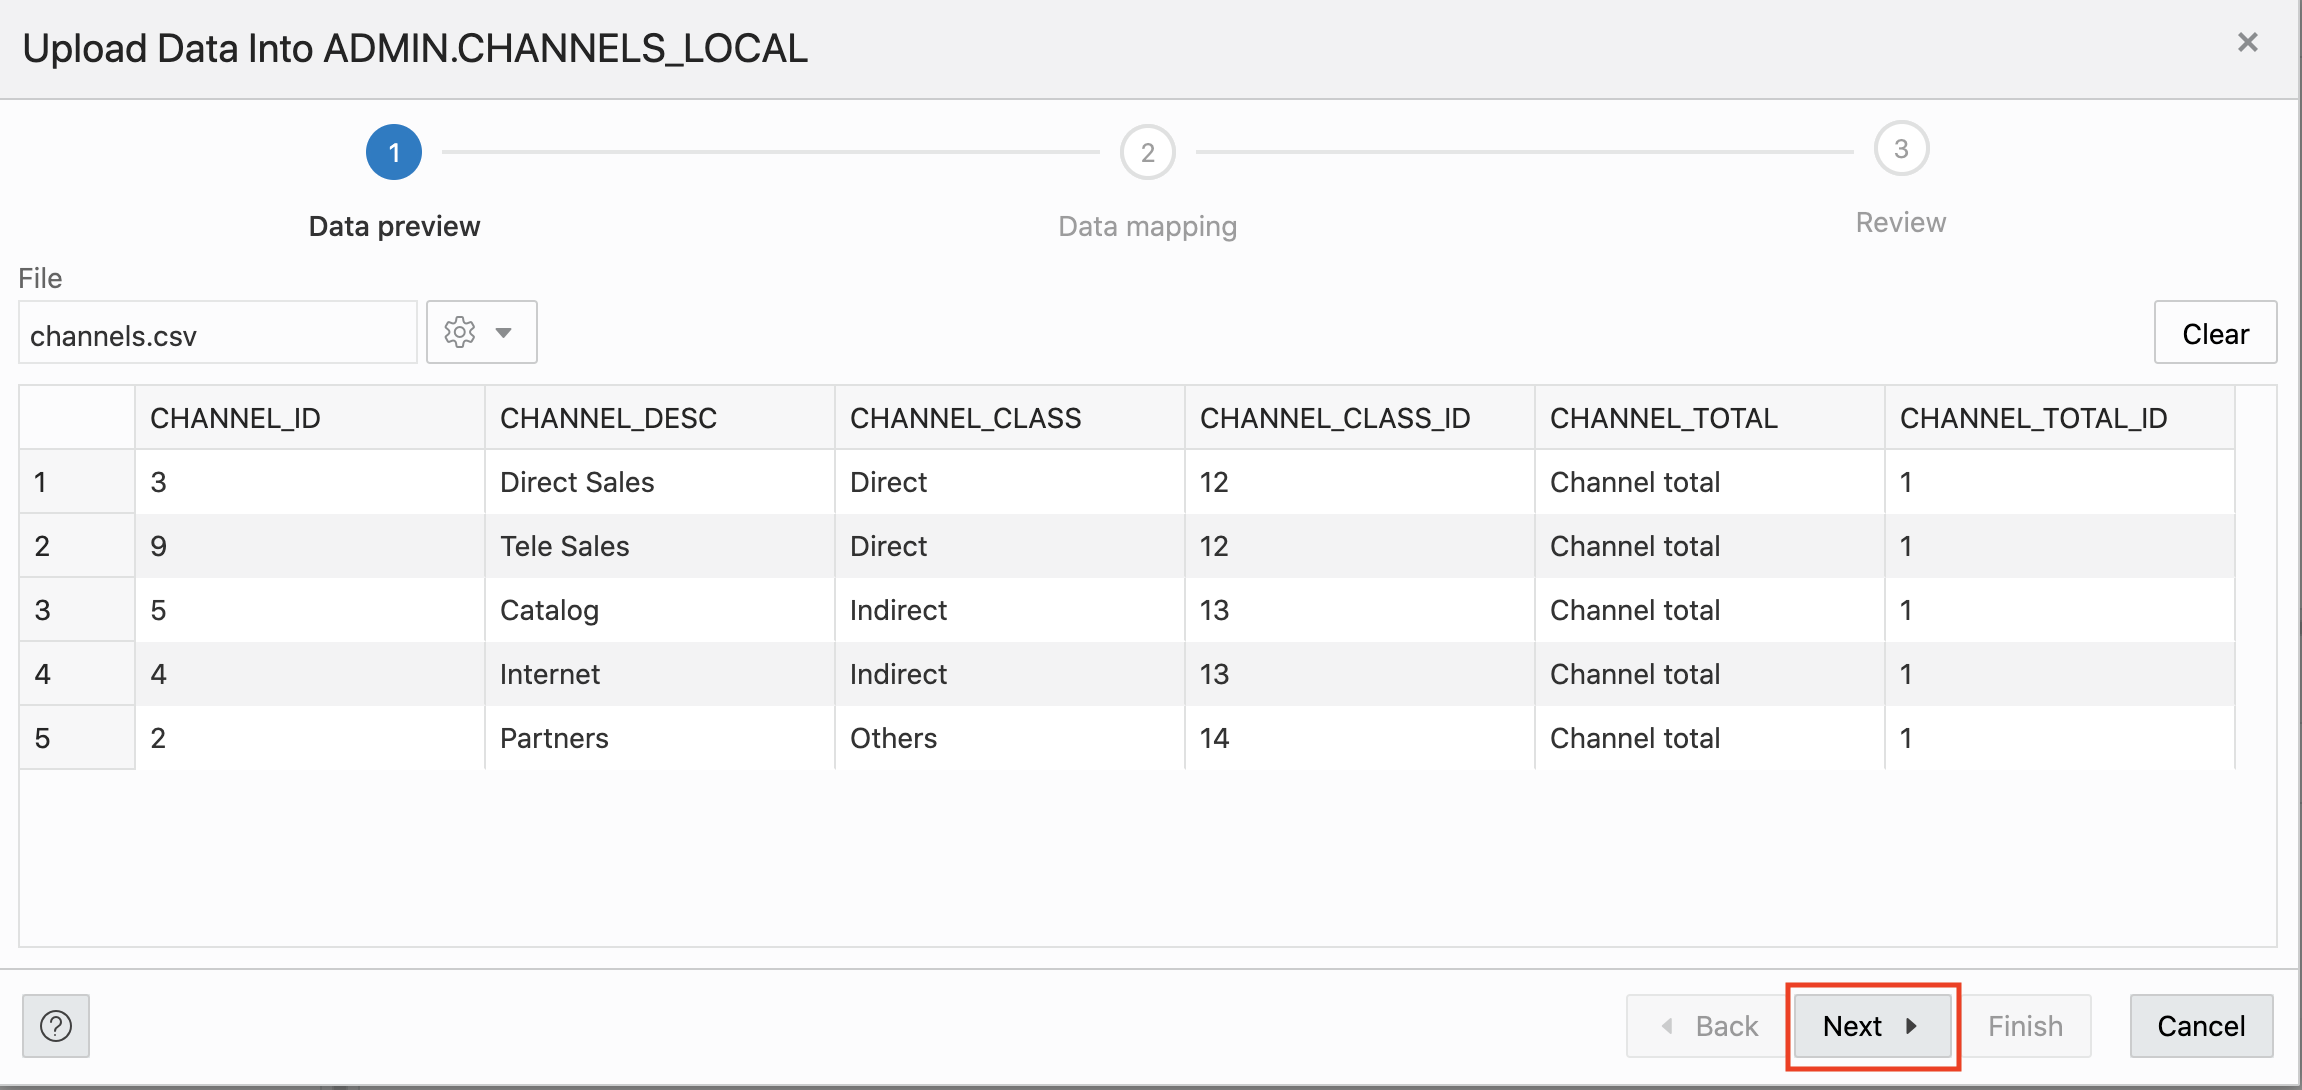 Upload Data Into ADMIN.CHANNELS_LOCAL
1 2 3
Data preview Data mapping Review
File
channels.csv Clear
CHANNEL_ID CHANNEL_DESC CHANNEL_CLASS CHANNEL_CLASS_ID CHANNEL_TOTAL CHANNEL_TOTAL_ID
1 3 Direct Sales Direct 12 Channel total 1
2 9 Tele Sales Direct 12 Channel total 1
3 5 Catalog Indirect 13 Channel total 1
4 4 Internet Indirect 13 Channel total 1
5 2 Partners Others 14 Channel total 1
? Back Next Finish Cancel